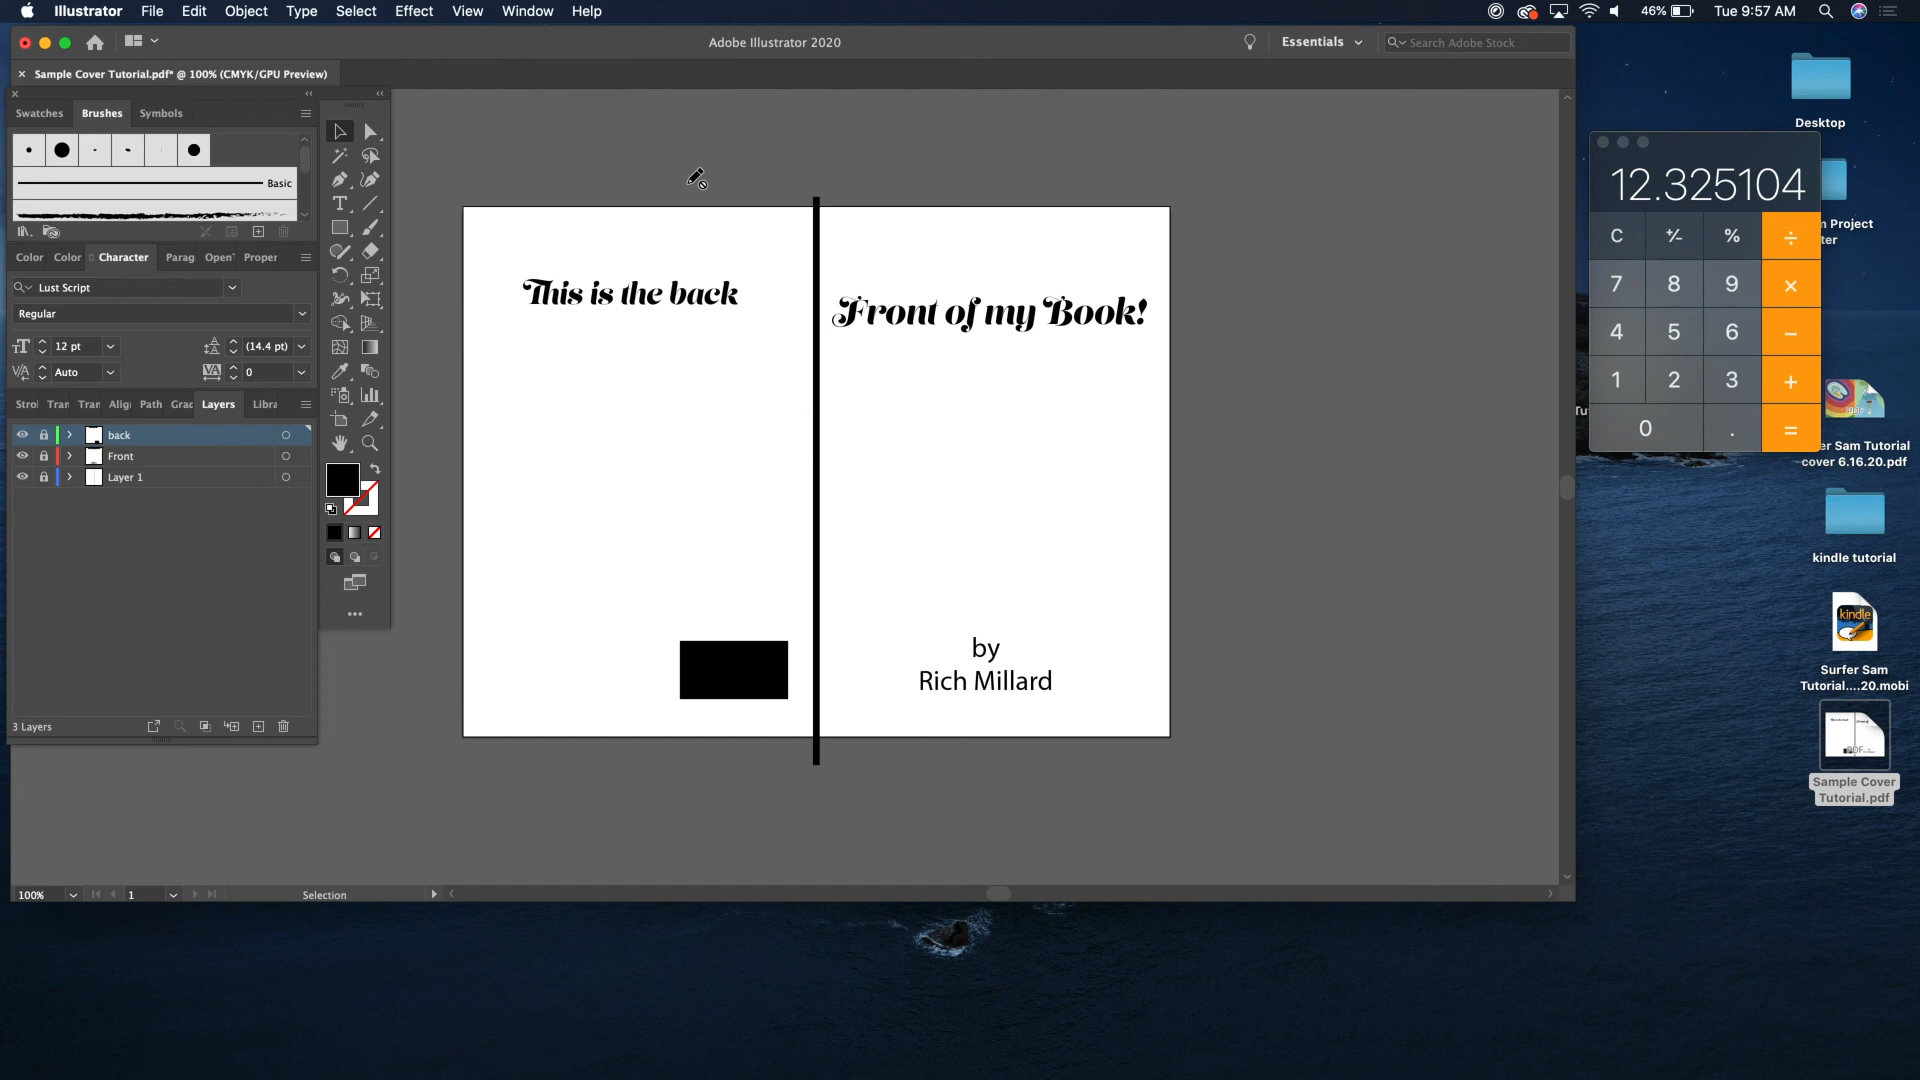 Illustrator File Edit Object Type Select Effect View Window Help
46% Tue 9:57 AM
Adobe Illustrator 2020
Essentials
Search Adobe Stock
Sample Cover Tutorial.pdf* @ 100% (CMYK/GPU Preview)
Swatches Brushes Symbols
Basic
Color Color Character Parag Open Proper
Lust Script
Regular
12 pt (14.4 pt)
Auto 0
Stro Tran Tran Alig Path Grad Layers Libra
back
Front
Layer 1
3 Layers
100% 1 Selection
This is the back
Front of my Book!
by
Rich Millard
12.325104
C +/- % ÷
7 8 9 ×
4 5 6 −
1 2 3 +
0 . =
Desktop
m Project
ter
er Sam Tutorial
cover 6.16.20.pdf
kindle tutorial
kindle
Surfer Sam
Tutorial....20.mobi
Sample Cover
Tutorial.pdf